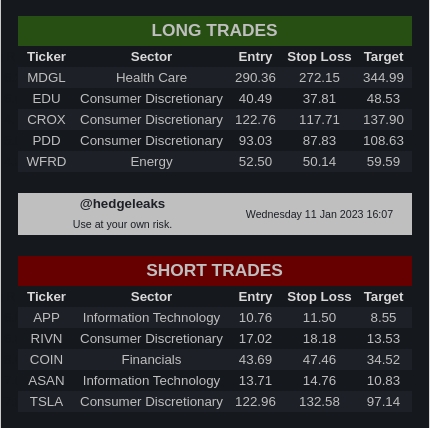 LONG TRADES
Ticker Sector Entry Stop Loss Target
MDGL Health Care 290.36 272.15 344.99
EDU Consumer Discretionary 40.49 37.81 48.53
CROX Consumer Discretionary 122.76 117.71 137.90
PDD Consumer Discretionary 93.03 87.83 108.63
WFRD Energy 52.50 50.14 59.59
@hedgeleaks
Use at your own risk.
Wednesday 11 Jan 2023 16:07
SHORT TRADES
Ticker Sector Entry Stop Loss Target
APP Information Technology 10.76 11.50 8.55
RIVN Consumer Discretionary 17.02 18.18 13.53
COIN Financials 43.69 47.46 34.52
ASAN Information Technology 13.71 14.76 10.83
TSLA Consumer Discretionary 122.96 132.58 97.14